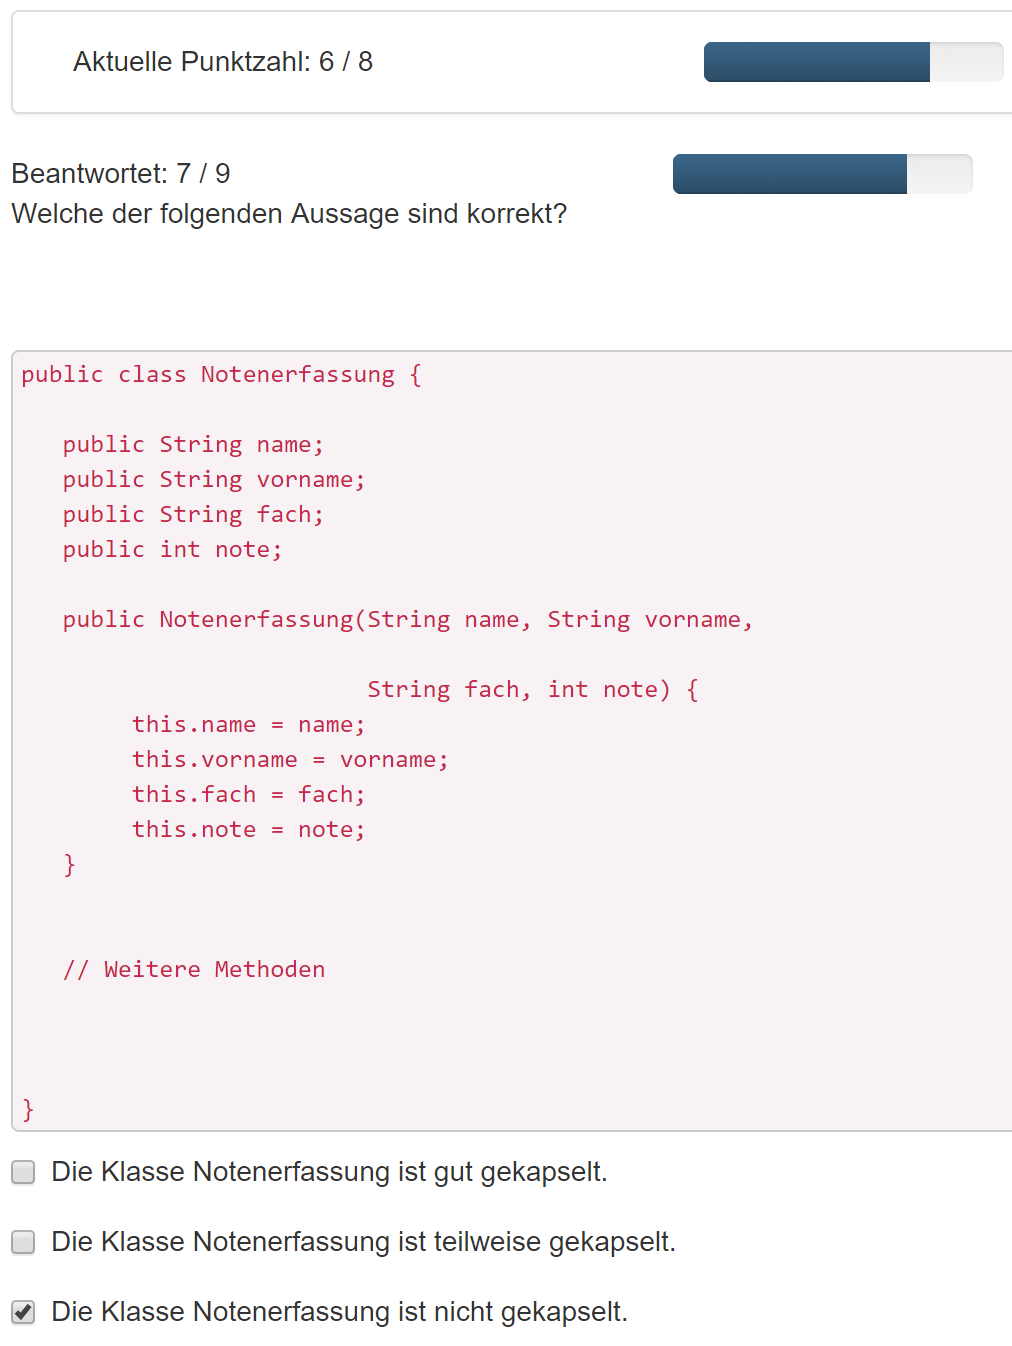 Aktuelle Punktzahl: 6 / 8
Beantwortet: 7 / 9
Welche der folgenden Aussage sind korrekt?
public class Notenerfassung {
public String name;
public String vorname;
public String fach;
public int note;
public Notenerfassung(String name, String vorname,
String fach, int note) {
this.name = name;
this.vorname = vorname;
this.fach = fach;
this.note = note;
}
// Weitere Methoden
}
Die Klasse Notenerfassung ist gut gekapselt.
Die Klasse Notenerfassung ist teilweise gekapselt.
Die Klasse Notenerfassung ist nicht gekapselt.